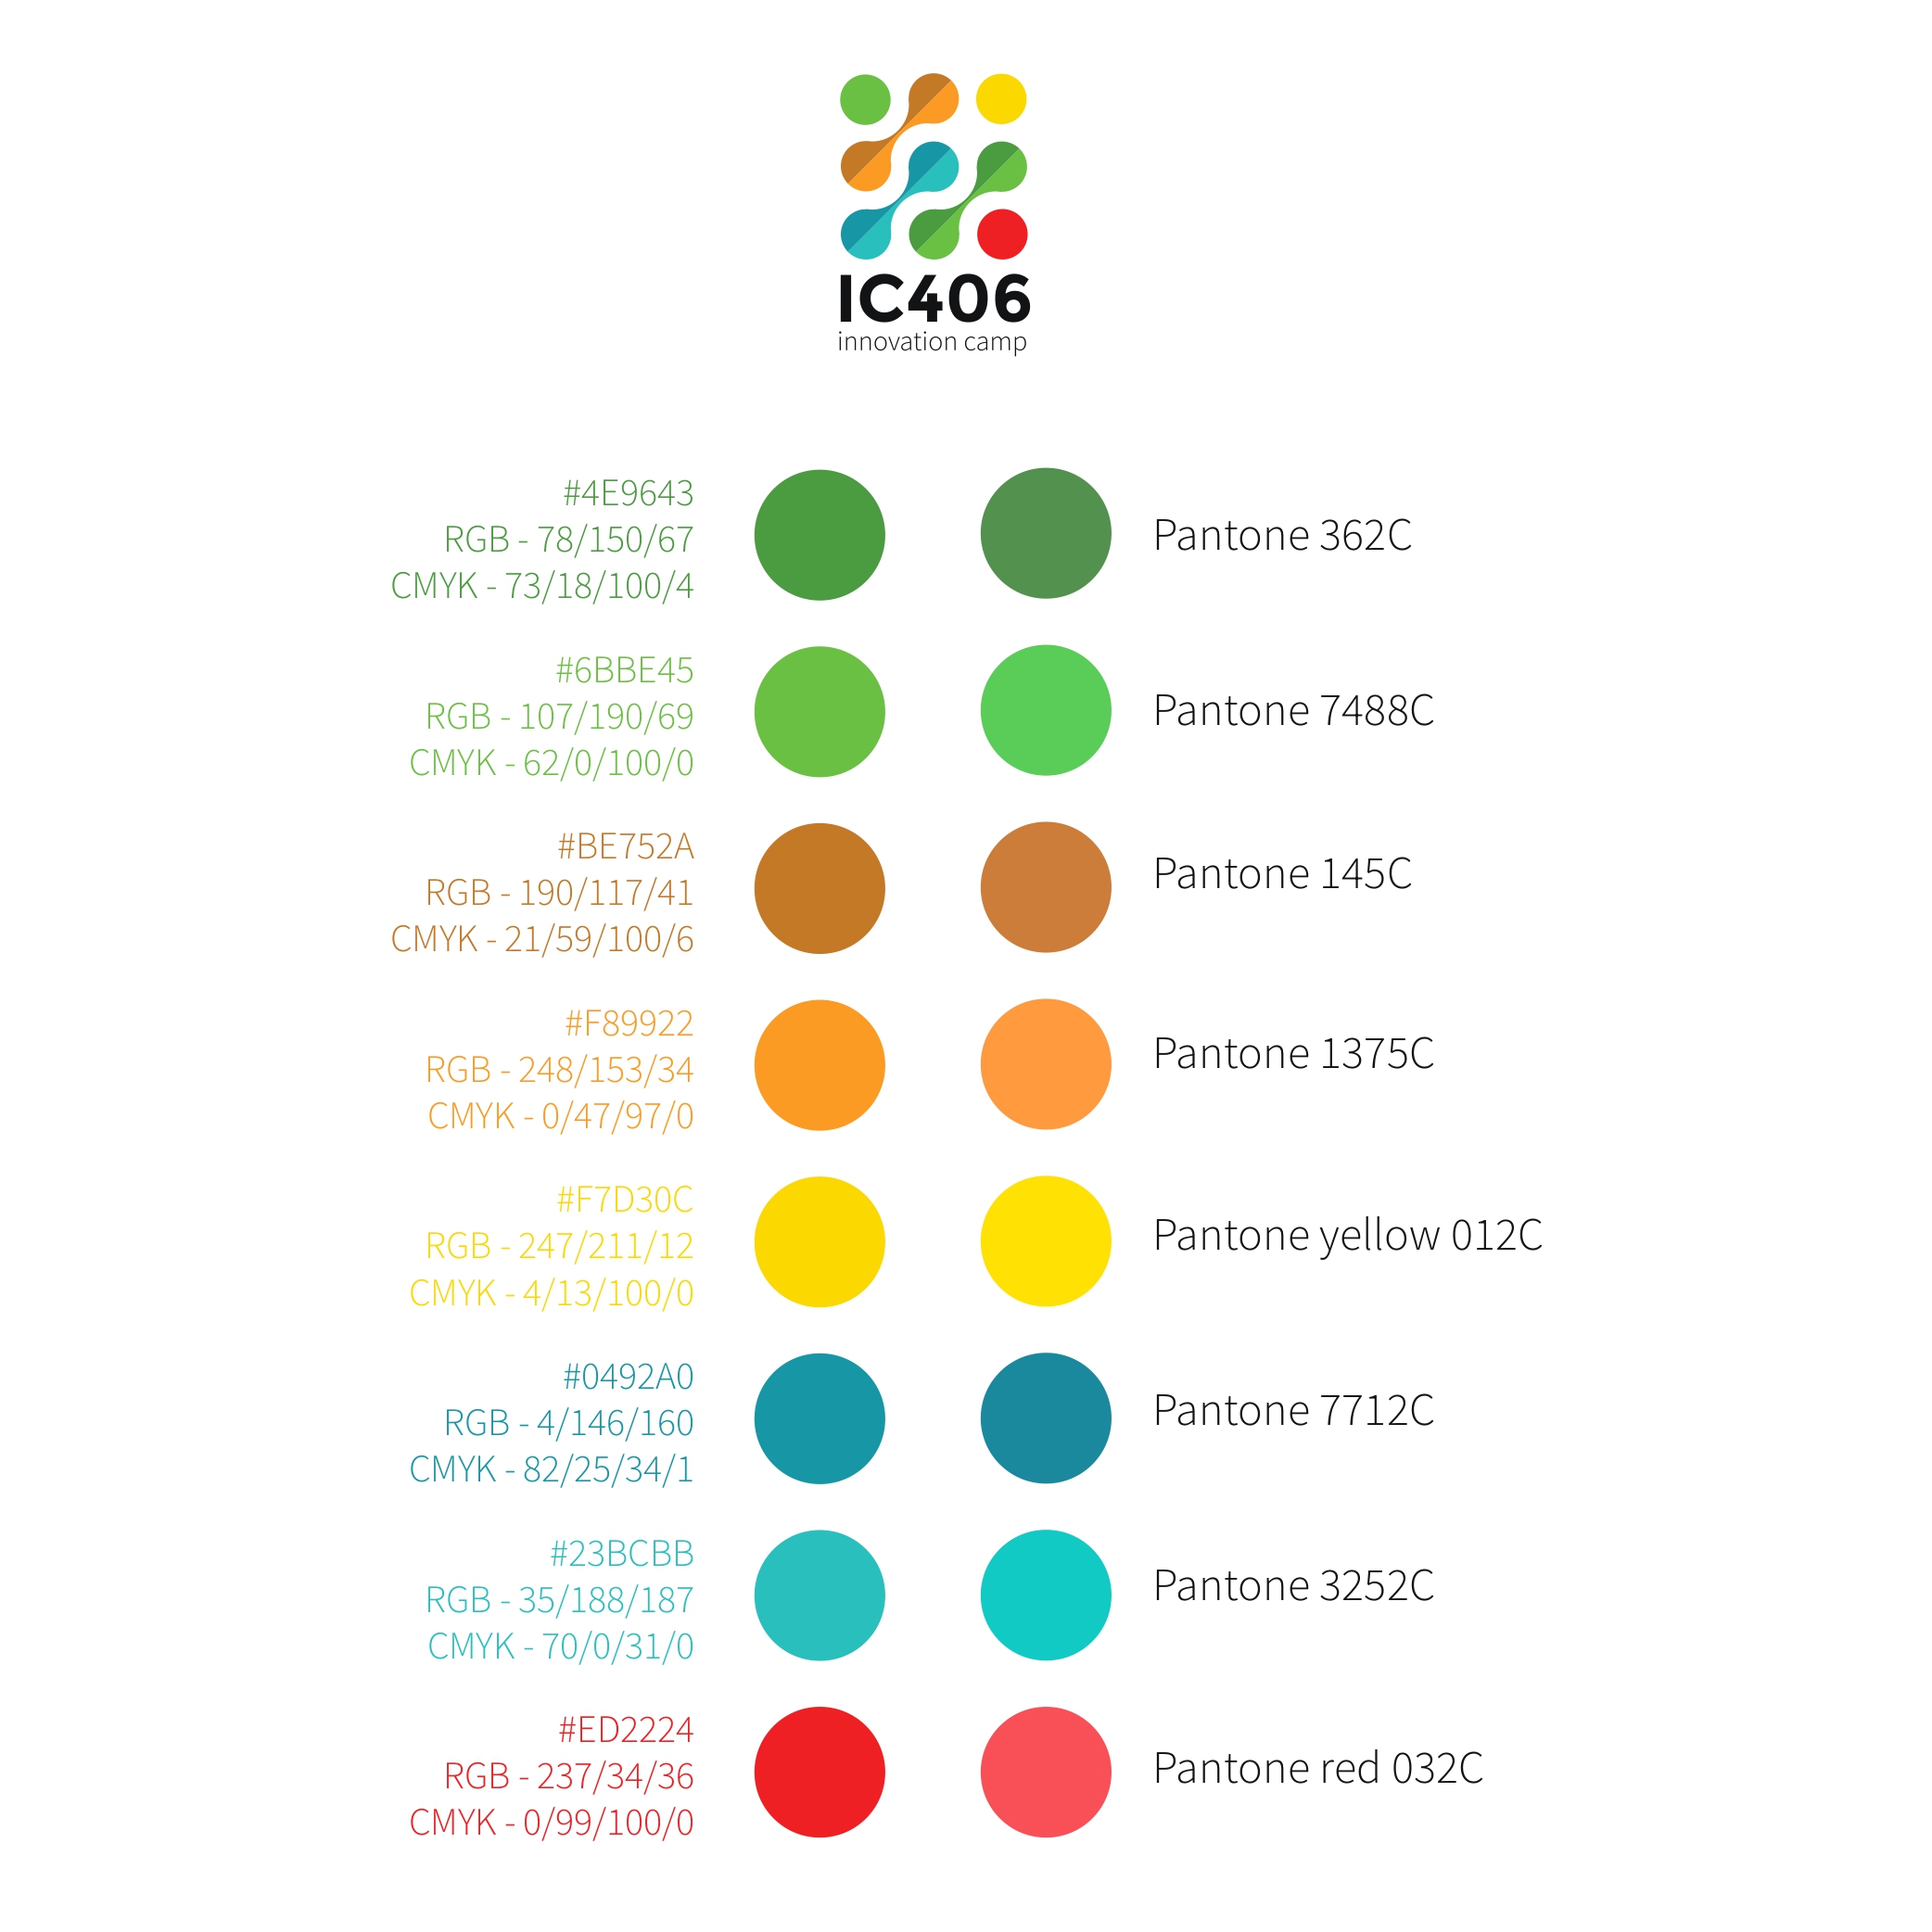 IC406
innovation camp
#4E9643
RGB - 78/150/67
CMYK - 73/18/100/4
Pantone 362C
#6BBE45
RGB - 107/190/69
CMYK - 62/0/100/0
Pantone 7488C
#BE752A
RGB - 190/117/41
CMYK - 21/59/100/6
Pantone 145C
#F89922
RGB - 248/153/34
CMYK - 0/47/97/0
Pantone 1375C
#F7D30C
RGB - 247/211/12
CMYK - 4/13/100/0
Pantone yellow 012C
#0492A0
RGB - 4/146/160
CMYK - 82/25/34/1
Pantone 7712C
#23BCBB
RGB - 35/188/187
CMYK - 70/0/31/0
Pantone 3252C
#ED2224
RGB - 237/34/36
CMYK - 0/99/100/0
Pantone red 032C